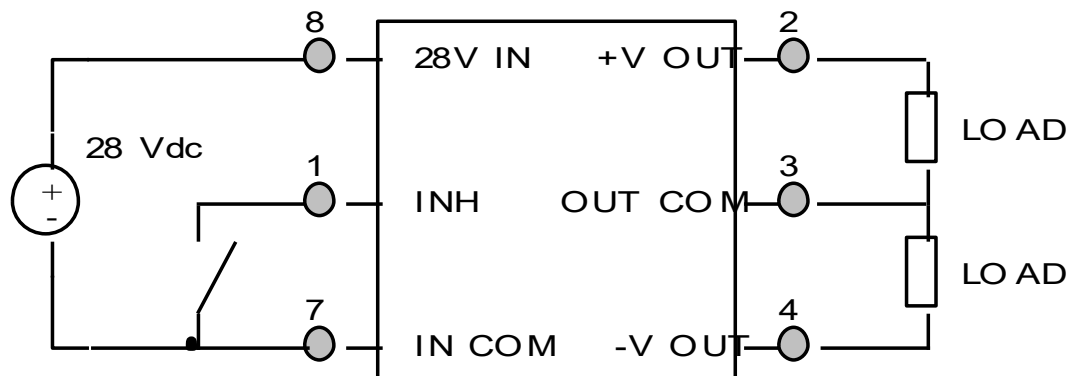 8 2
28V IN +V OUT
LOAD
28 Vdc
1 3
+
-
INH OUT COM
LOAD
7 4
IN COM -V OUT